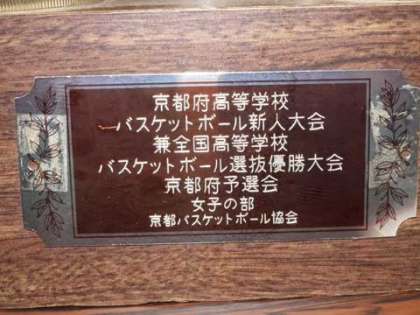 京都府高等学校
バスケットボール新人大会
兼全国高等学校
バスケットボール選抜優勝大会
京都府予選会
女子の部
京都バスケットボール協会